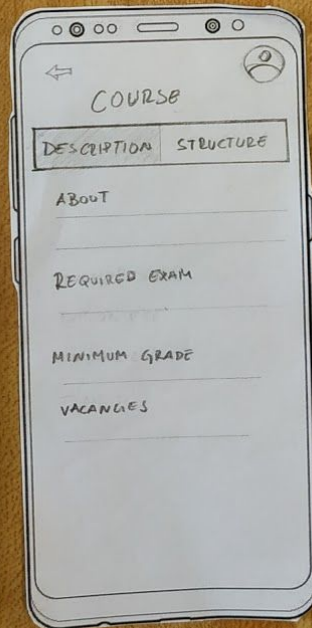 COURSE
DESCRIPTION STRUCTURE
ABOUT
REQUIRED EXAM
MINIMUM GRADE
VACANCIES